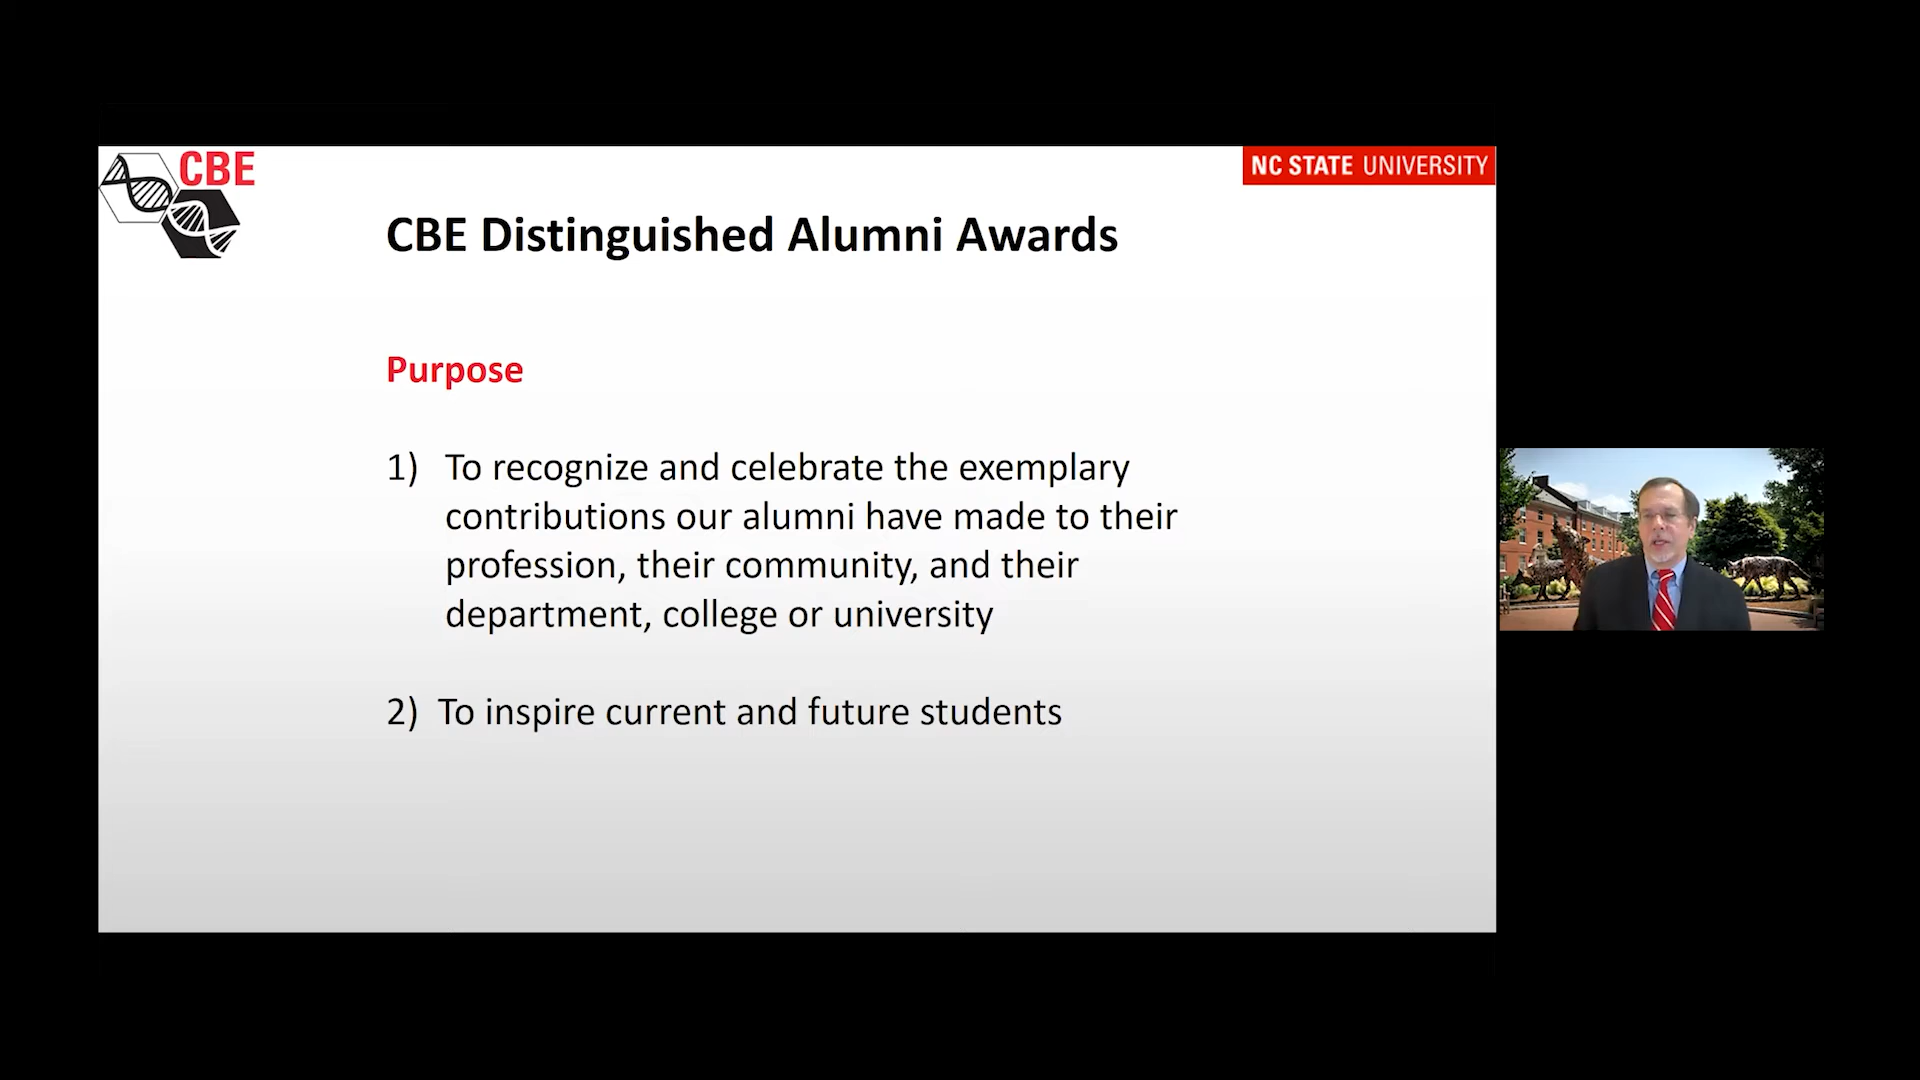 CBE
NC STATE UNIVERSITY
CBE Distinguished Alumni Awards
Purpose
1) To recognize and celebrate the exemplary
contributions our alumni have made to their
profession, their community, and their
department, college or university
2) To inspire current and future students